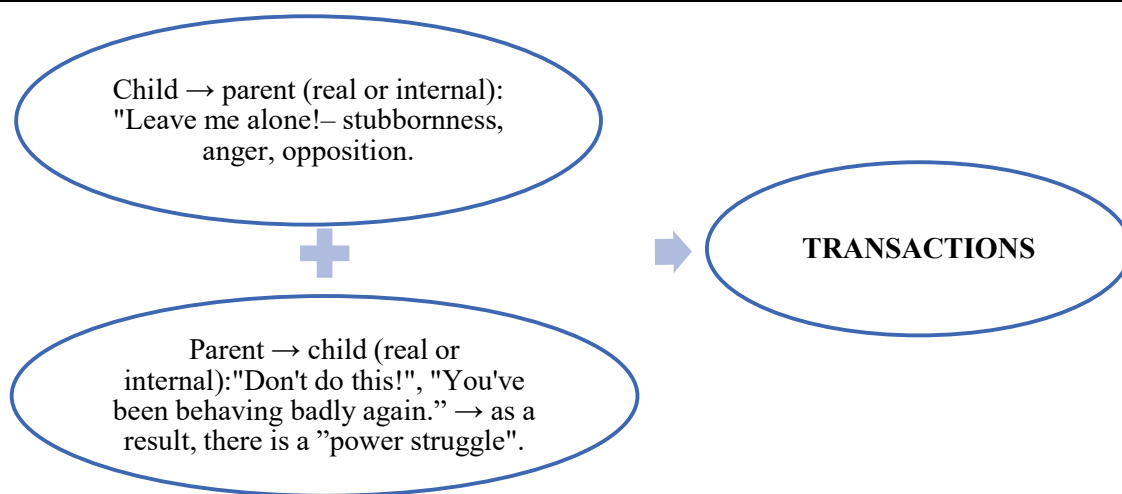 Child → parent (real or internal):
"Leave me alone!– stubbornness,
anger, opposition.
TRANSACTIONS
Parent → child (real or
internal):"Don't do this!", "You've
been behaving badly again.” → as a
result, there is a ”power struggle".